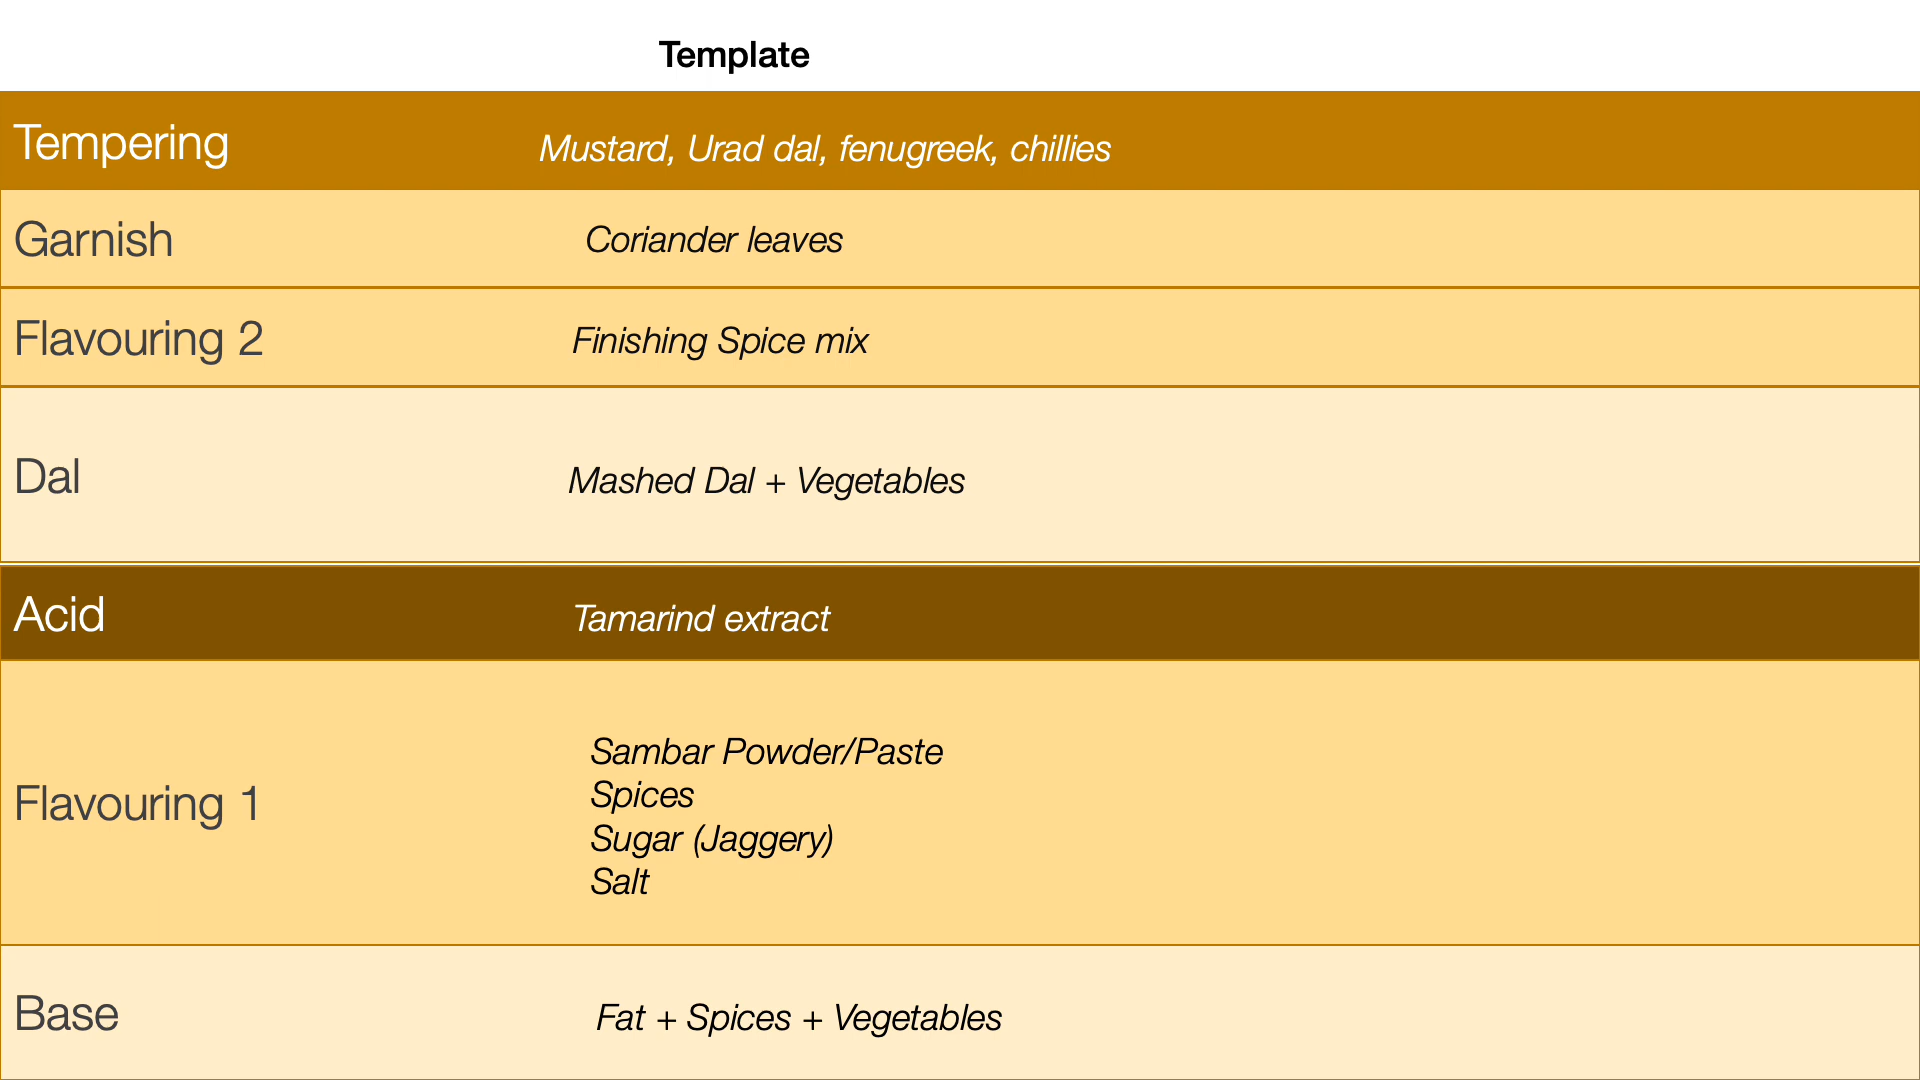 Template
Tempering
Mustard, Urad dal, fenugreek, chillies
Garnish
Coriander leaves
Flavouring 2
Finishing Spice mix
Dal
Mashed Dal + Vegetables
Acid
Tamarind extract
Flavouring 1
Sambar Powder/Paste
Spices
Sugar (Jaggery)
Salt
Base
Fat + Spices + Vegetables